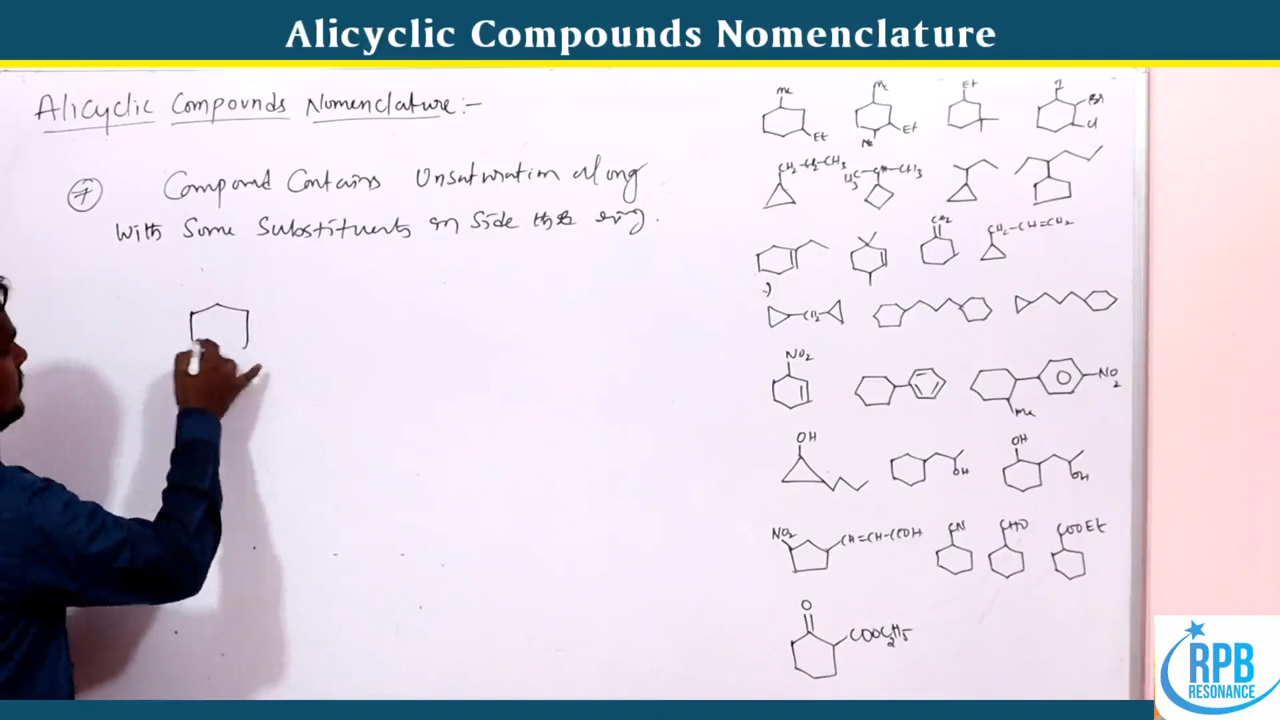 Alicyclic Compounds Nomenclature
Alicyclic Compounds Nomenclature:-
7 Compound Contains Unsaturation along
with Some Substituents on Side the ring.
Me Et
Me Et Me
Et
Br Cl
CH2-CH2-CH3
H3C-CH-CH3
CH2
CH2-CH=CH2
CH2
NO2
Me NO2
OH
OH
OH OH
NO2 CH=CH-COOH
CN
CHO
COOEt
O COOC2H5
RPB
RESONANCE